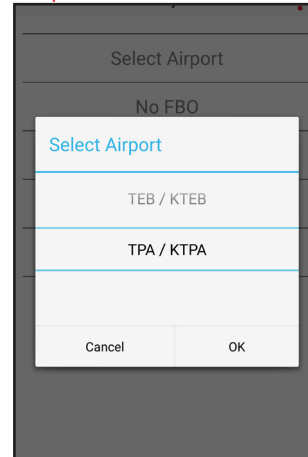 Select Airport
No FBO
Select Airport
TEB / KTEB
TPA / KTPA
Cancel
OK